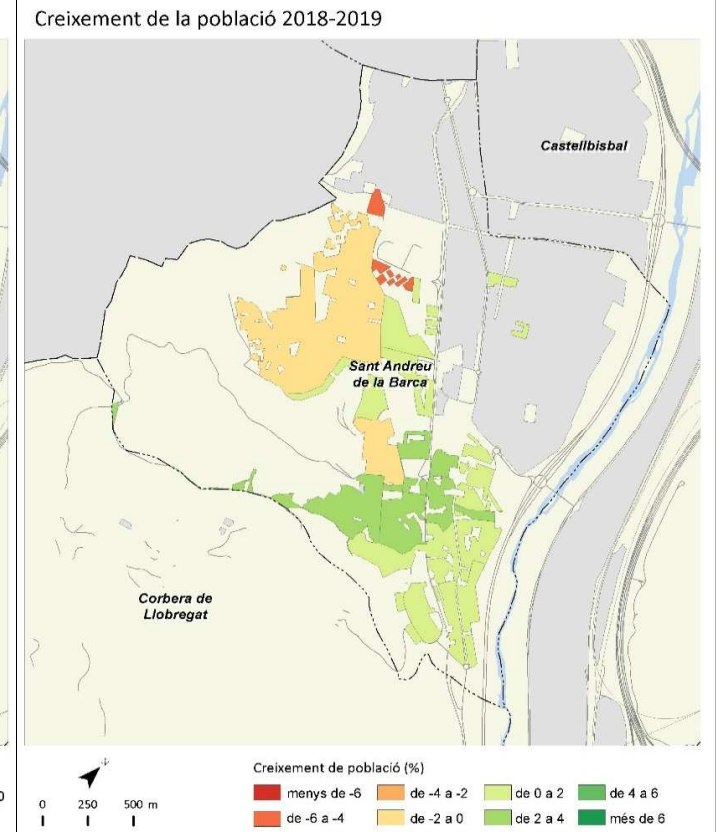 Creixement de la població 2018-2019
Castellbisbal
Sant Andreu
de la Barca
Corbera de
Llobregat
0 250 500 m
Creixement de població (%)
menys de -6
de -4 a -2
de 0 a 2
de 4 a 6
de -6 a -4
de -2 a 0
de 2 a 4
més de 6